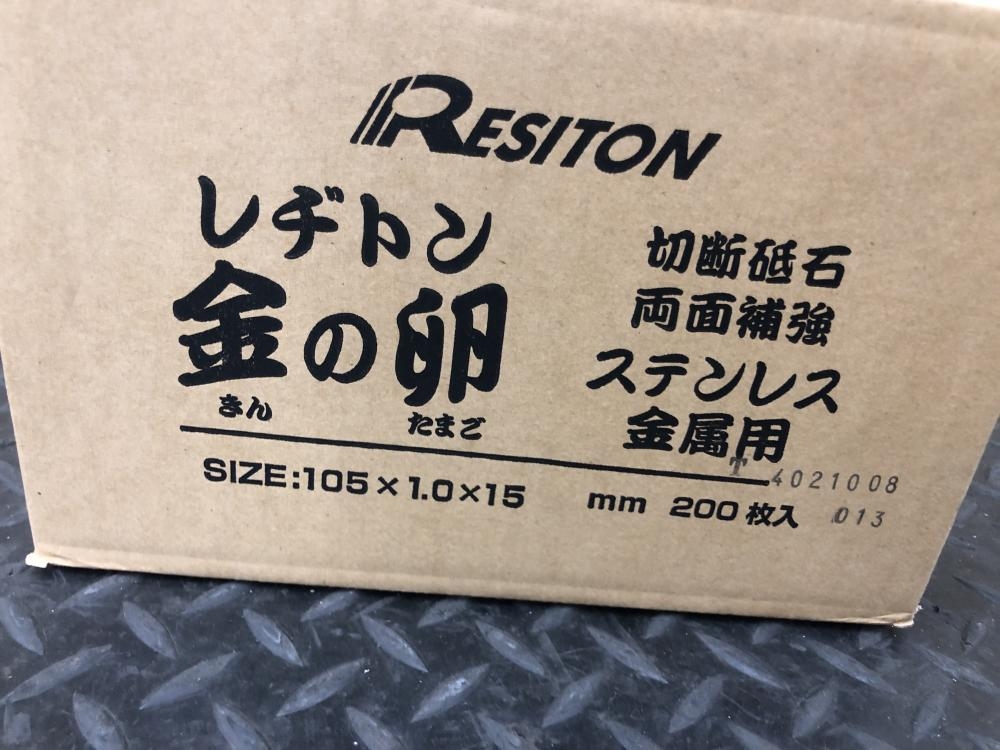 RESITON
レヂトン
金の卵
きん たまご
切断砥石
両面補強
ステンレス
金属用
SIZE:105×1.0×15 mm 200枚入
T 4021008
013